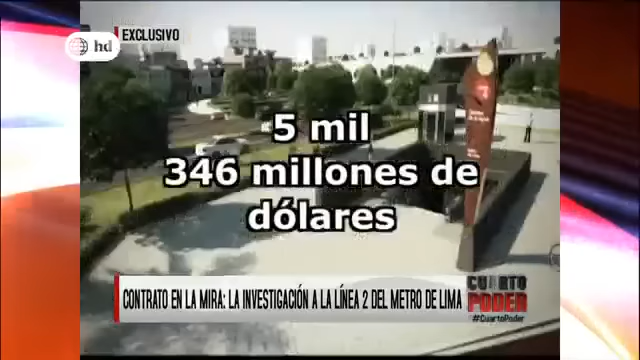 hd
EXCLUSIVO
5 mil
346 millones de
dólares
CONTRATO EN LA MIRA: LA INVESTIGACIÓN A LA LÍNEA 2 DEL METRO DE LIMA
CUARTO
PODER
#CuartoPoder